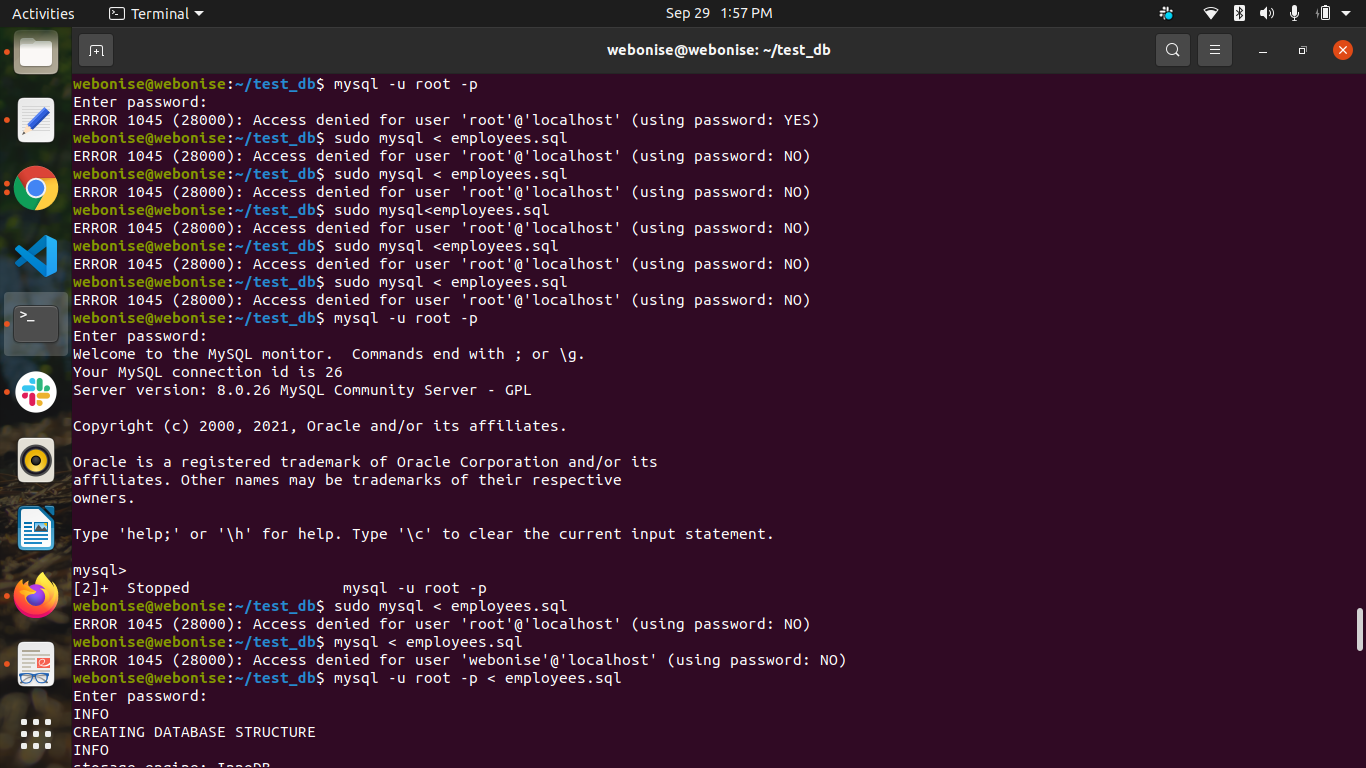 Activities Terminal Sep 29 1:57 PM
webonise@webonise: ~/test_db
webonise@webonise:~/test_db$ mysql -u root -p
Enter password:
ERROR 1045 (28000): Access denied for user 'root'@'localhost' (using password: YES)
webonise@webonise:~/test_db$ sudo mysql < employees.sql
ERROR 1045 (28000): Access denied for user 'root'@'localhost' (using password: NO)
webonise@webonise:~/test_db$ sudo mysql < employees.sql
ERROR 1045 (28000): Access denied for user 'root'@'localhost' (using password: NO)
webonise@webonise:~/test_db$ sudo mysql<employees.sql
ERROR 1045 (28000): Access denied for user 'root'@'localhost' (using password: NO)
webonise@webonise:~/test_db$ sudo mysql <employees.sql
ERROR 1045 (28000): Access denied for user 'root'@'localhost' (using password: NO)
webonise@webonise:~/test_db$ sudo mysql < employees.sql
ERROR 1045 (28000): Access denied for user 'root'@'localhost' (using password: NO)
webonise@webonise:~/test_db$ mysql -u root -p
Enter password:
Welcome to the MySQL monitor.  Commands end with ; or \g.
Your MySQL connection id is 26
Server version: 8.0.26 MySQL Community Server - GPL
Copyright (c) 2000, 2021, Oracle and/or its affiliates.
Oracle is a registered trademark of Oracle Corporation and/or its
affiliates. Other names may be trademarks of their respective
owners.
Type 'help;' or '\h' for help. Type '\c' to clear the current input statement.
mysql>
[2]+  Stopped                 mysql -u root -p
webonise@webonise:~/test_db$ sudo mysql < employees.sql
ERROR 1045 (28000): Access denied for user 'root'@'localhost' (using password: NO)
webonise@webonise:~/test_db$ mysql < employees.sql
ERROR 1045 (28000): Access denied for user 'webonise'@'localhost' (using password: NO)
webonise@webonise:~/test_db$ mysql -u root -p < employees.sql
Enter password:
INFO
CREATING DATABASE STRUCTURE
INFO
storage engine: InnoDB